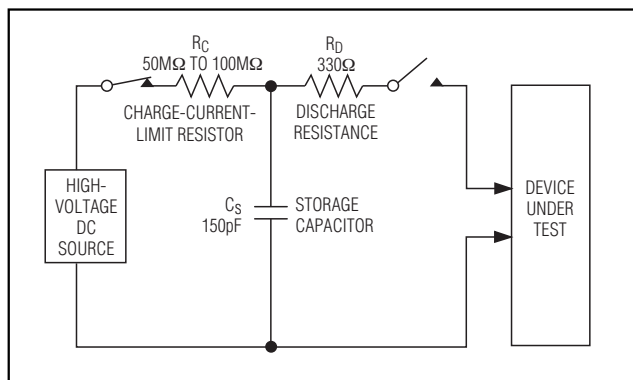 R_C
50MΩ TO 100MΩ
CHARGE-CURRENT-
LIMIT RESISTOR
R_D
330Ω
DISCHARGE
RESISTANCE
HIGH-
VOLTAGE
DC
SOURCE
C_S
150pF
STORAGE
CAPACITOR
DEVICE
UNDER
TEST